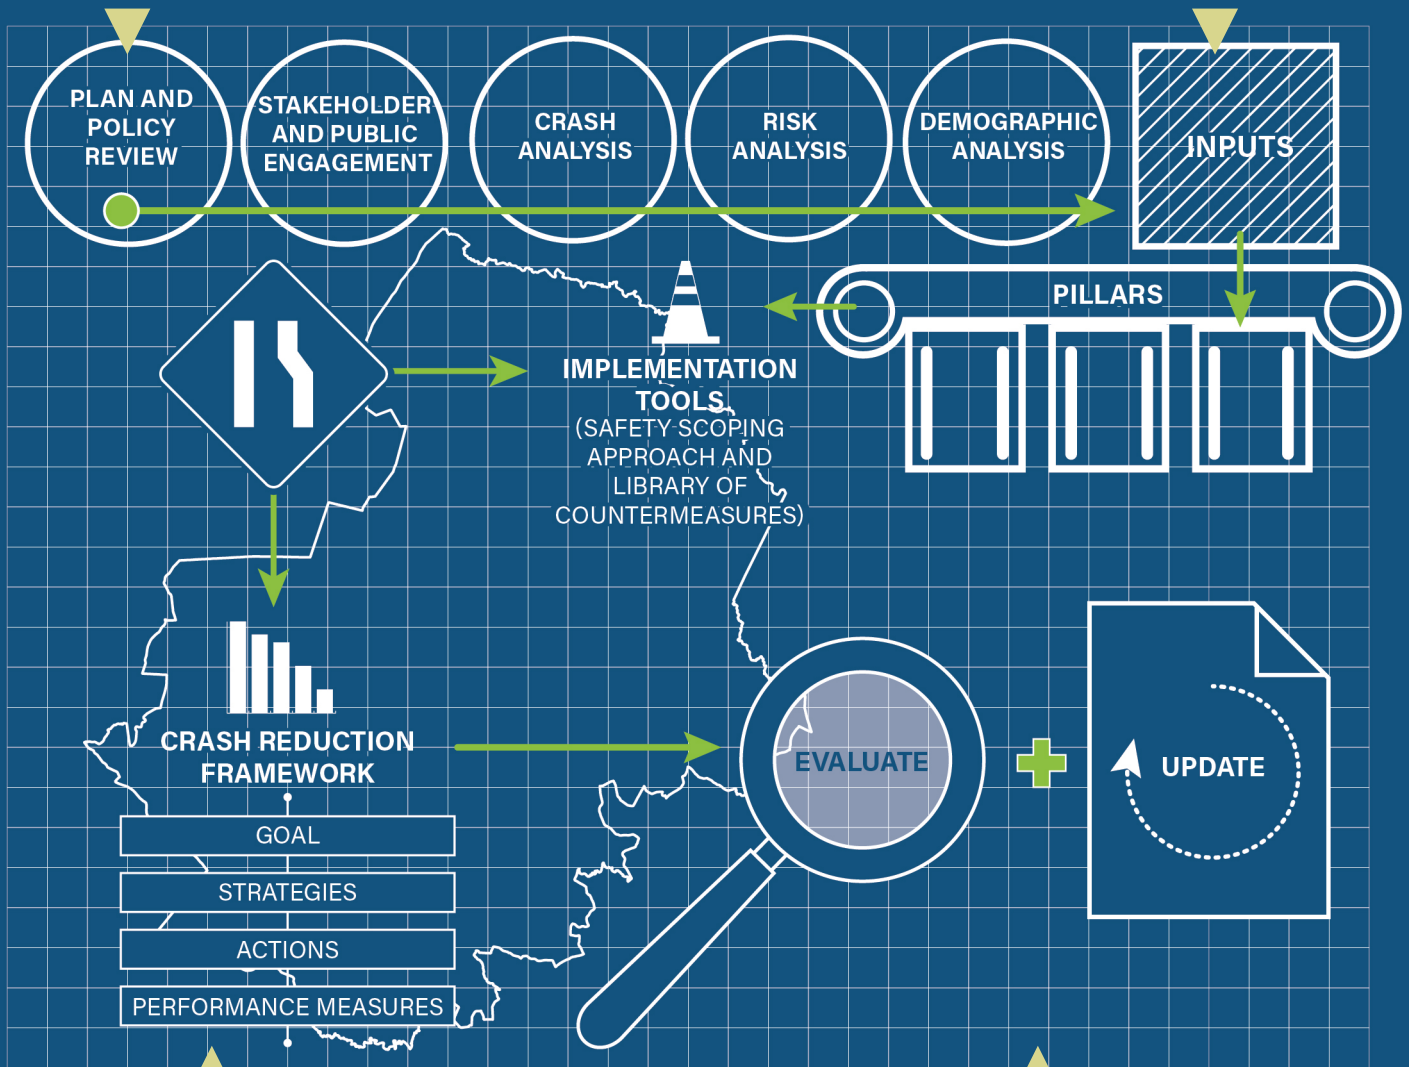 PLAN AND
POLICY
REVIEW
STAKEHOLDER
AND PUBLIC
ENGAGEMENT
CRASH
ANALYSIS
RISK
ANALYSIS
DEMOGRAPHIC
ANALYSIS
INPUTS
PILLARS
IMPLEMENTATION
TOOLS
(SAFETY SCOPING
APPROACH AND
LIBRARY OF
COUNTERMEASURES)
CRASH REDUCTION
FRAMEWORK
GOAL
STRATEGIES
ACTIONS
PERFORMANCE MEASURES
EVALUATE
UPDATE